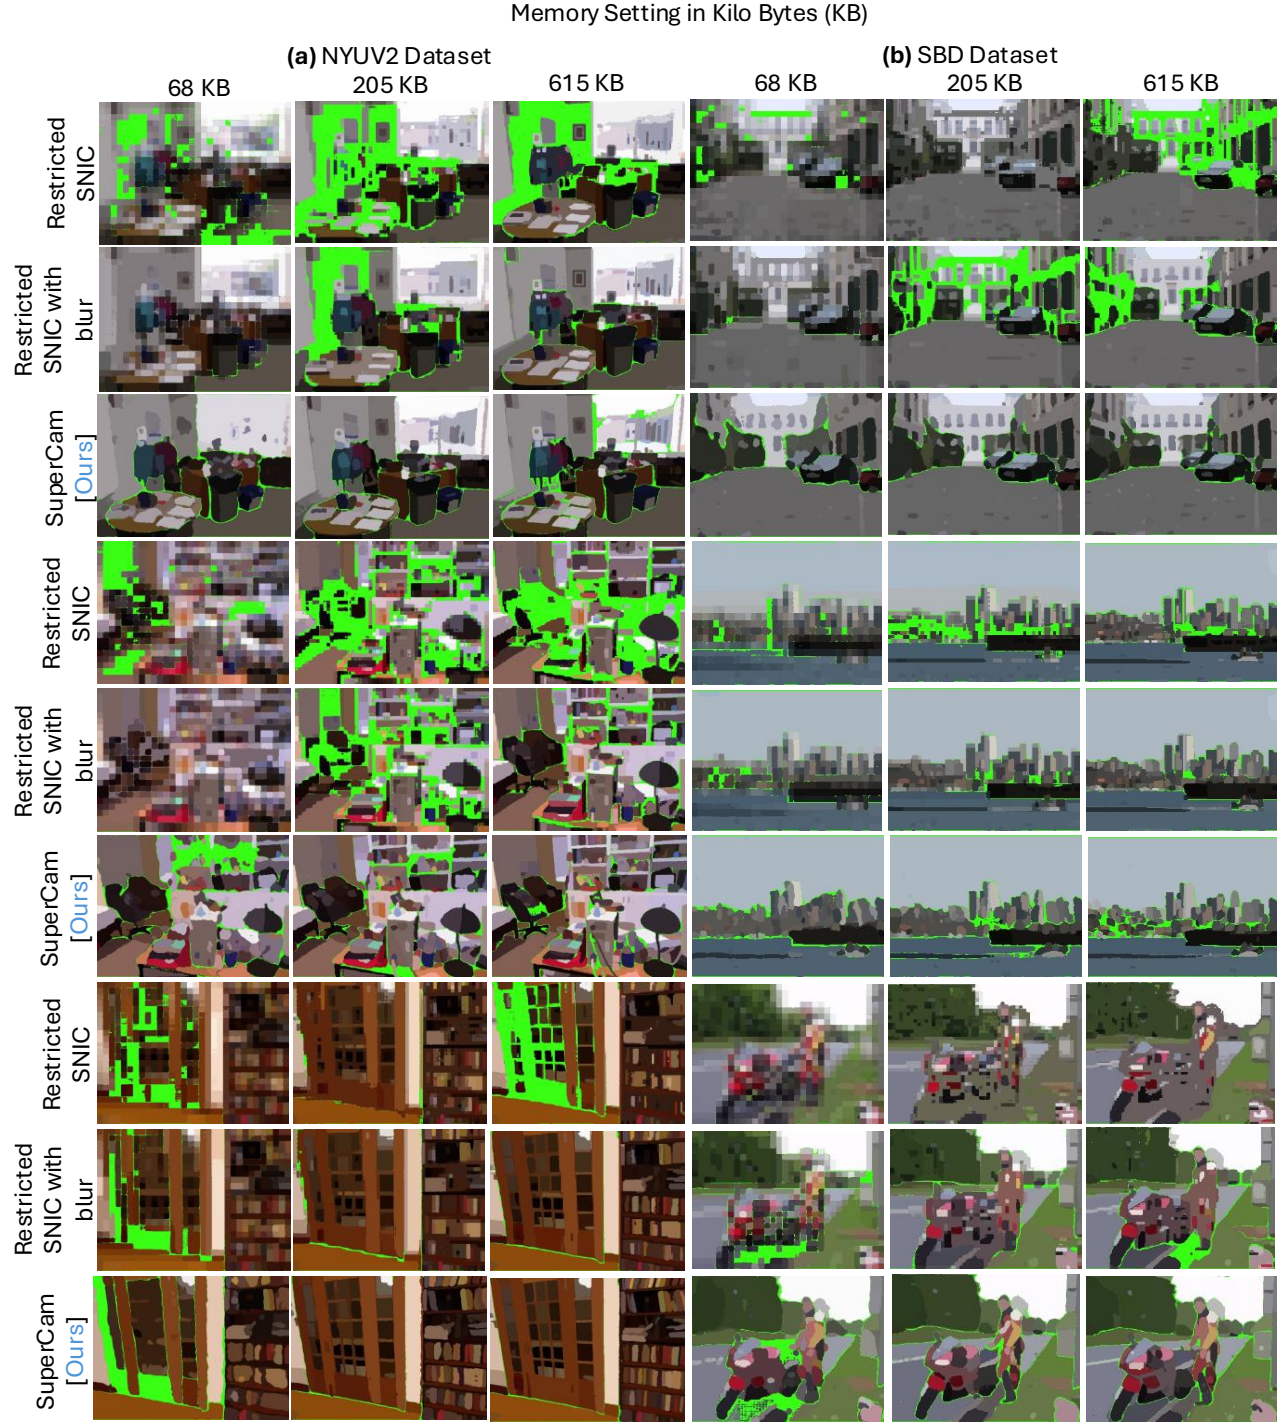 Memory Setting in Kilo Bytes (KB)
(a) NYUV2 Dataset
(b) SBD Dataset
68 KB
205 KB
615 KB
68 KB
205 KB
615 KB
Restricted
SNIC
Restricted
SNIC with
blur
SuperCam
[Ours]
Restricted
SNIC
Restricted
SNIC with
blur
SuperCam
[Ours]
Restricted
SNIC
Restricted
SNIC with
blur
SuperCam
[Ours]